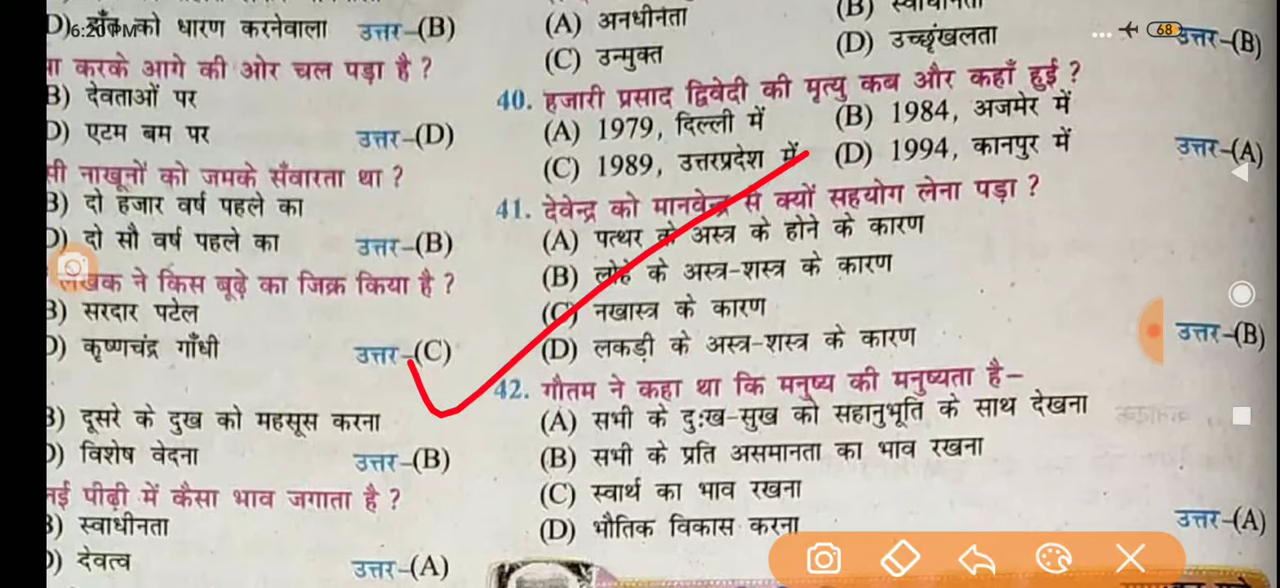 D) दाँत को धारण करनेवाला उत्तर–(B)
6:20 PM
ा करके आगे की ओर चल पड़ा है ?
B) देवताओं पर
D) एटम बम पर उत्तर–(D)
सी नाखूनों को जमके सँवारता था ?
B) दो हजार वर्ष पहले का
D) दो सौ वर्ष पहले का उत्तर–(B)
लेखक ने किस बूढ़े का जिक्र किया है ?
B) सरदार पटेल
D) कृष्णचंद्र गाँधी उत्तर–(C)
B) दूसरे के दुख को महसूस करना
D) विशेष वेदना उत्तर–(B)
नई पीढ़ी में कैसा भाव जगाता है ?
B) स्वाधीनता
D) देवत्व उत्तर–(A)
(A) अनधीनता (B) स्वाधीनता
(C) उन्मुक्त (D) उच्छृंखलता उत्तर–(B)
68
40. हजारी प्रसाद द्विवेदी की मृत्यु कब और कहाँ हुई ?
(A) 1979, दिल्ली में (B) 1984, अजमेर में
(C) 1989, उत्तरप्रदेश में (D) 1994, कानपुर में उत्तर–(A)
41. देवेन्द्र को मानवेन्द्र से क्यों सहयोग लेना पड़ा ?
(A) पत्थर के अस्त्र के होने के कारण
(B) लोहे के अस्त्र-शस्त्र के कारण
(C) नखास्त्र के कारण
(D) लकड़ी के अस्त्र-शस्त्र के कारण उत्तर–(B)
42. गौतम ने कहा था कि मनुष्य की मनुष्यता है–
(A) सभी के दुःख-सुख को सहानुभूति के साथ देखना
(B) सभी के प्रति असमानता का भाव रखना
(C) स्वार्थ का भाव रखना
(D) भौतिक विकास करना उत्तर–(A)